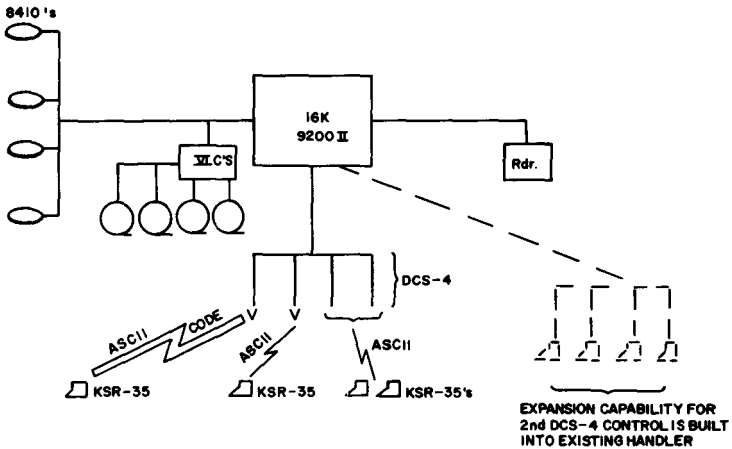 8410's
16K
9200 II
VI C'S
Rdr.
DCS-4
ASCII CODE
ASCII
ASCII
KSR-35
KSR-35
KSR-35's
EXPANSION CAPABILITY FOR
2nd DCS-4 CONTROL IS BUILT
INTO EXISTING HANDLER